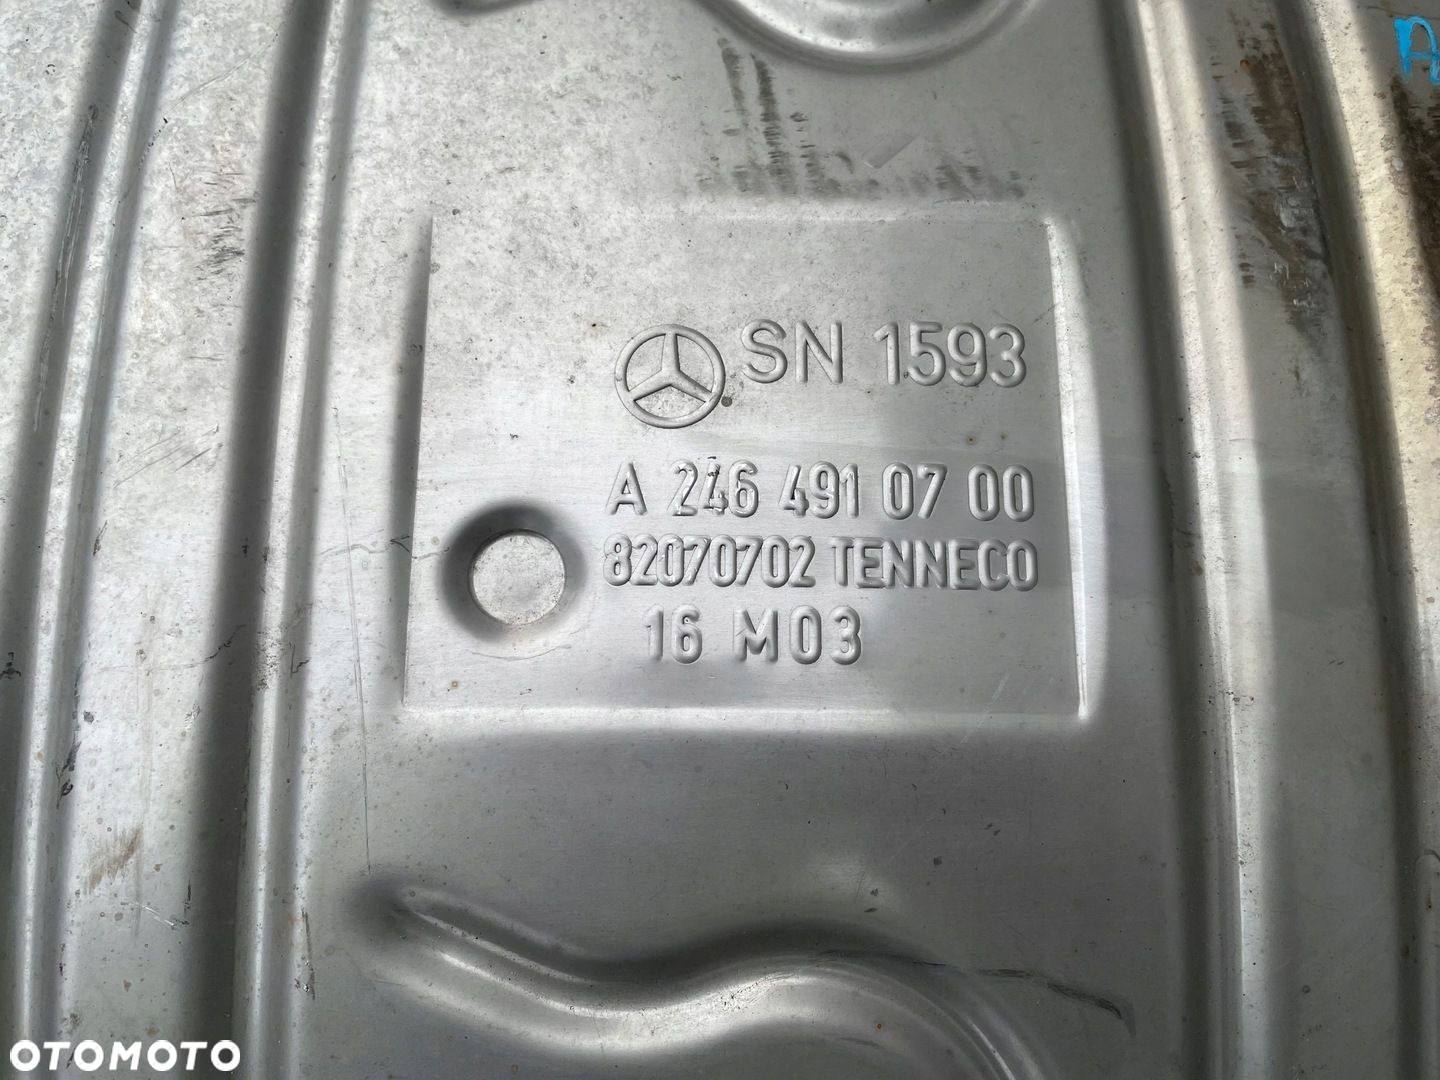 SN 1593
A 246 491 07 00
82070702 TENNECO
16 M03
OTOMOTO